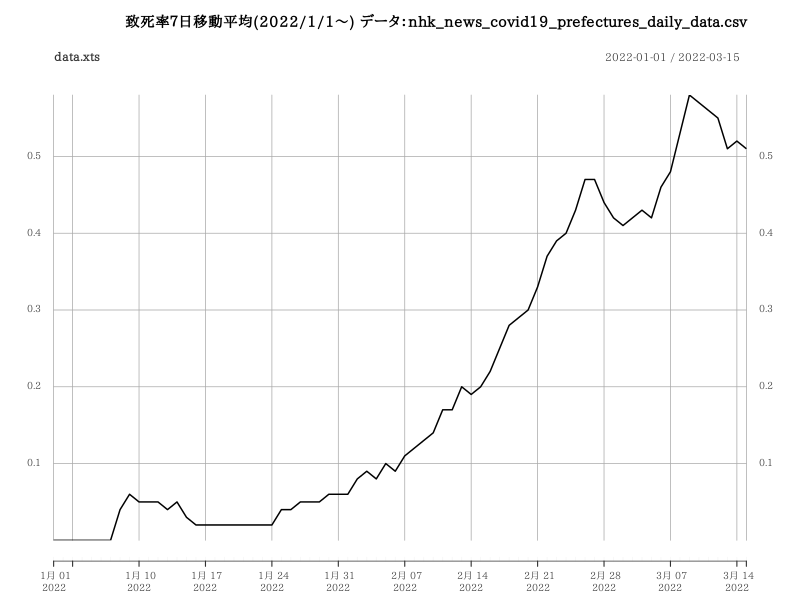 致死率7日移動平均(2022/1/1〜) データ:nhk_news_covid19_prefectures_daily_data.csv
data.xts 2022-01-01 / 2022-03-15
0.5 0.5
0.4 0.4
0.3 0.3
0.2 0.2
0.1 0.1
1月 01 1月 10 1月 17 1月 24 1月 31 2月 07 2月 14 2月 21 2月 28 3月 07 3月 14
2022 2022 2022 2022 2022 2022 2022 2022 2022 2022 2022